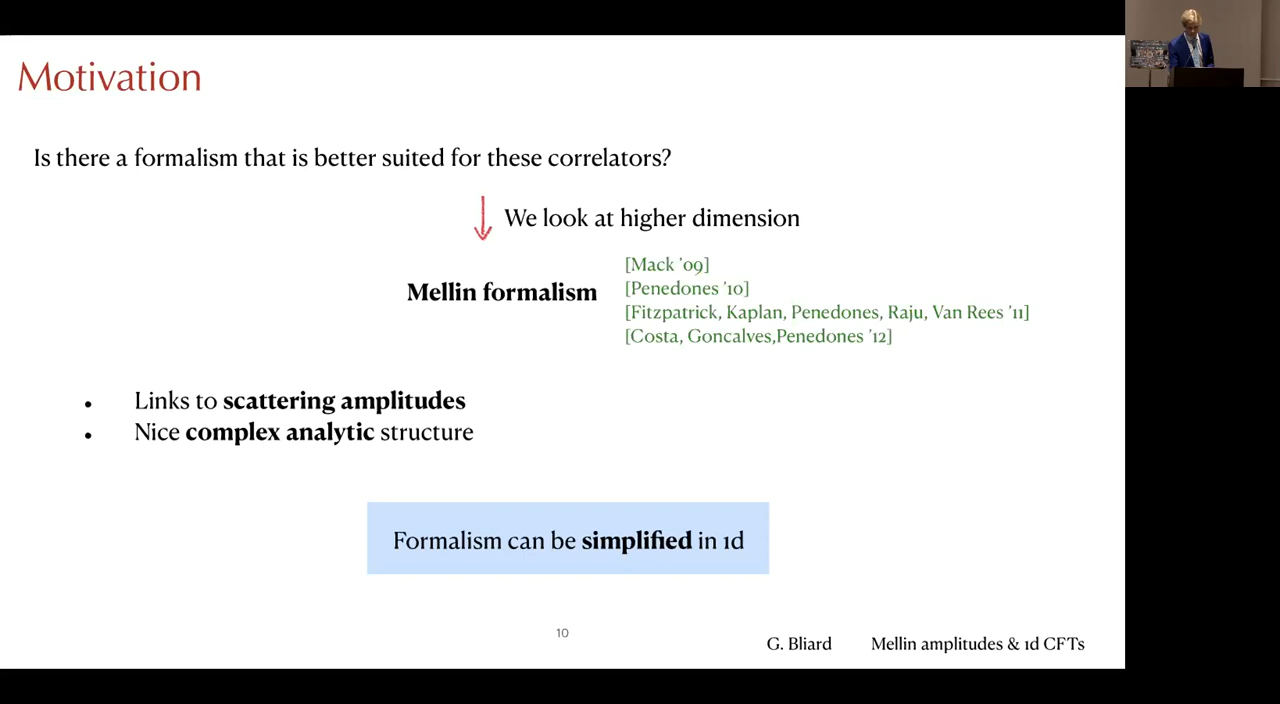 Motivation
Is there a formalism that is better suited for these correlators?
We look at higher dimension
Mellin formalism
[Mack ’09]
[Penedones ’10]
[Fitzpatrick, Kaplan, Penedones, Raju, Van Rees ’11]
[Costa, Goncalves,Penedones ’12]
• Links to scattering amplitudes
• Nice complex analytic structure
Formalism can be simplified in 1d
10
G. Bliard Mellin amplitudes & 1d CFTs